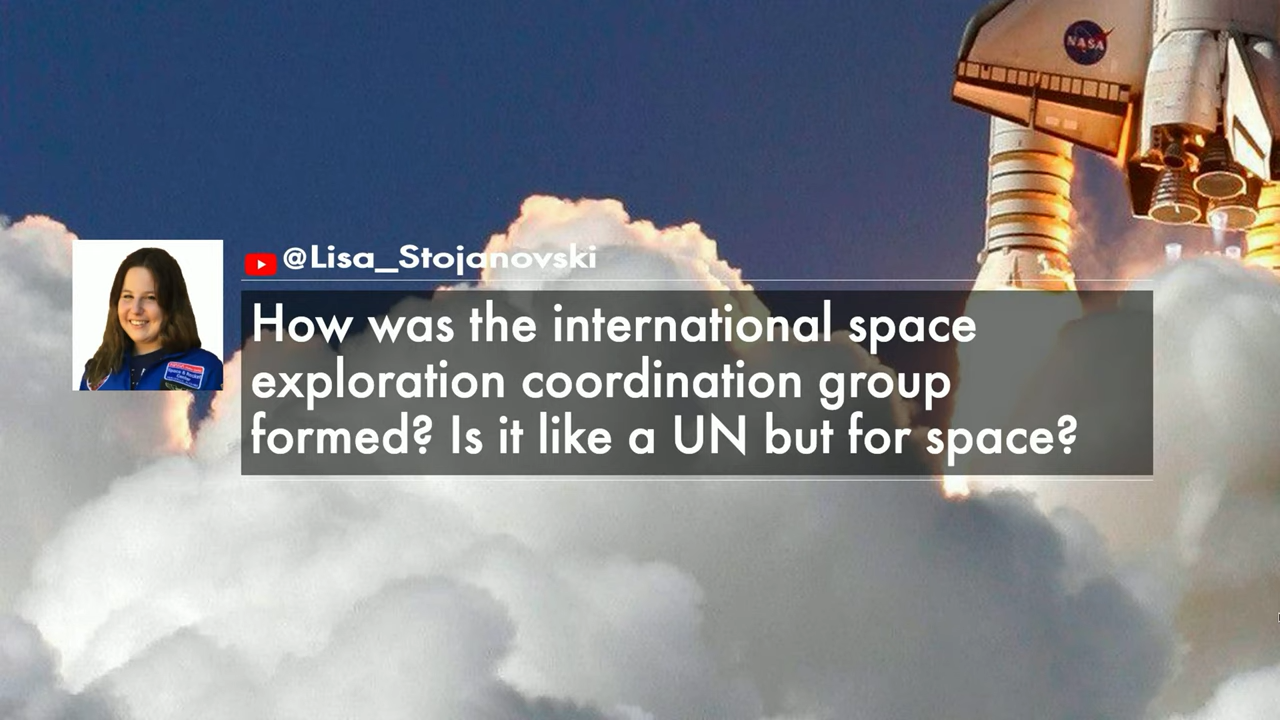 NASA
@Lisa_Stojanovski
How was the international space
exploration coordination group
formed? Is it like a UN but for space?